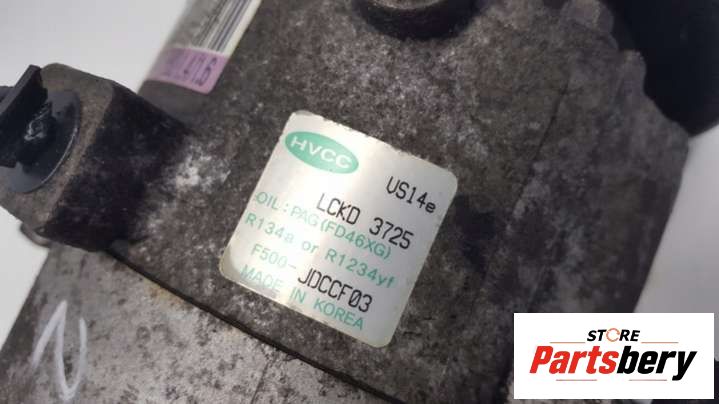 HVCC
VS14e
LCKD 3725
OIL: PAG(FD46XG)
R134a or R1234yf
F500-JDCCF03
MADE IN KOREA
STORE
Partsbery